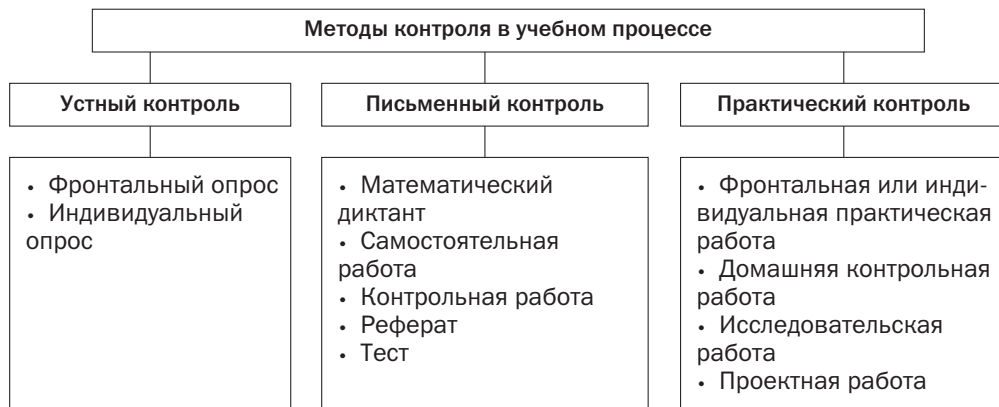 Методы контроля в учебном процессе
Устный контроль
• Фронтальный опрос
• Индивидуальный
опрос
Письменный контроль
• Математический
диктант
• Самостоятельная
работа
• Контрольная работа
• Реферат
• Тест
Практический контроль
• Фронтальная или инди-
видуальная практическая
работа
• Домашняя контрольная
работа
• Исследовательская
работа
• Проектная работа